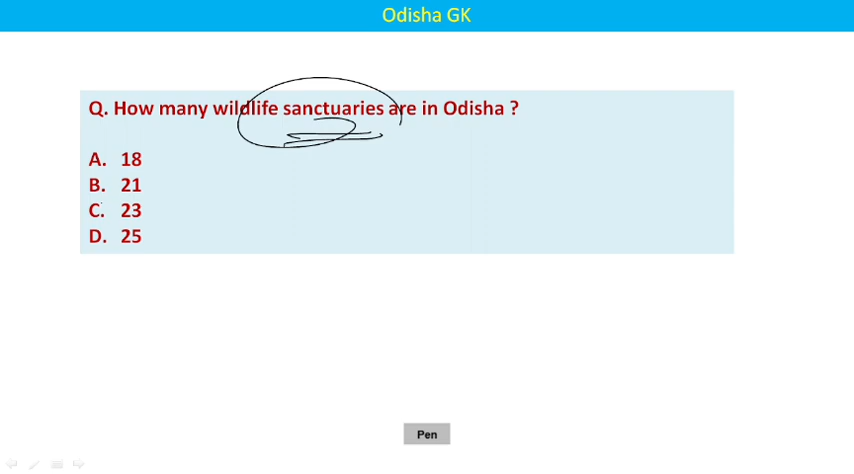 Odisha GK
Q. How many wildlife sanctuaries are in Odisha ?
A. 18
B. 21
C. 23
D. 25
Pen